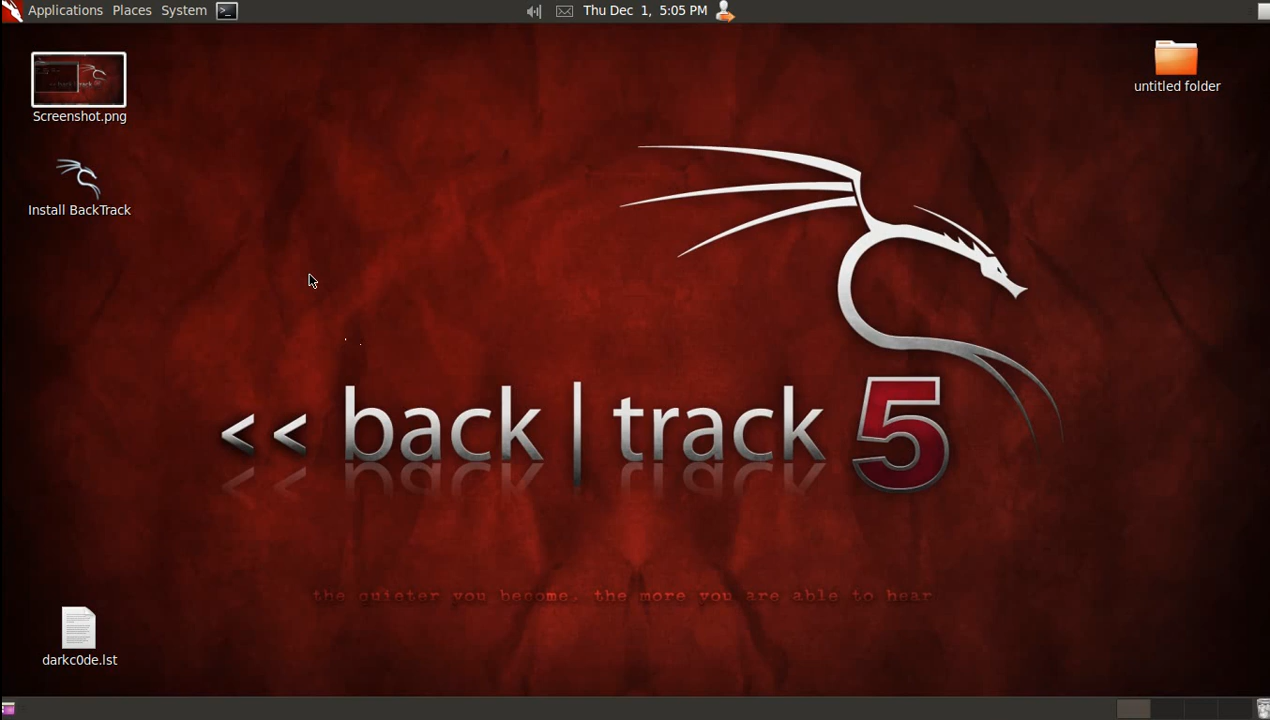 Applications Places System Thu Dec 1, 5:05 PM
Screenshot.png
untitled folder
Install BackTrack
<< back | track 5
the quieter you become, the more you are able to hear
darkc0de.lst